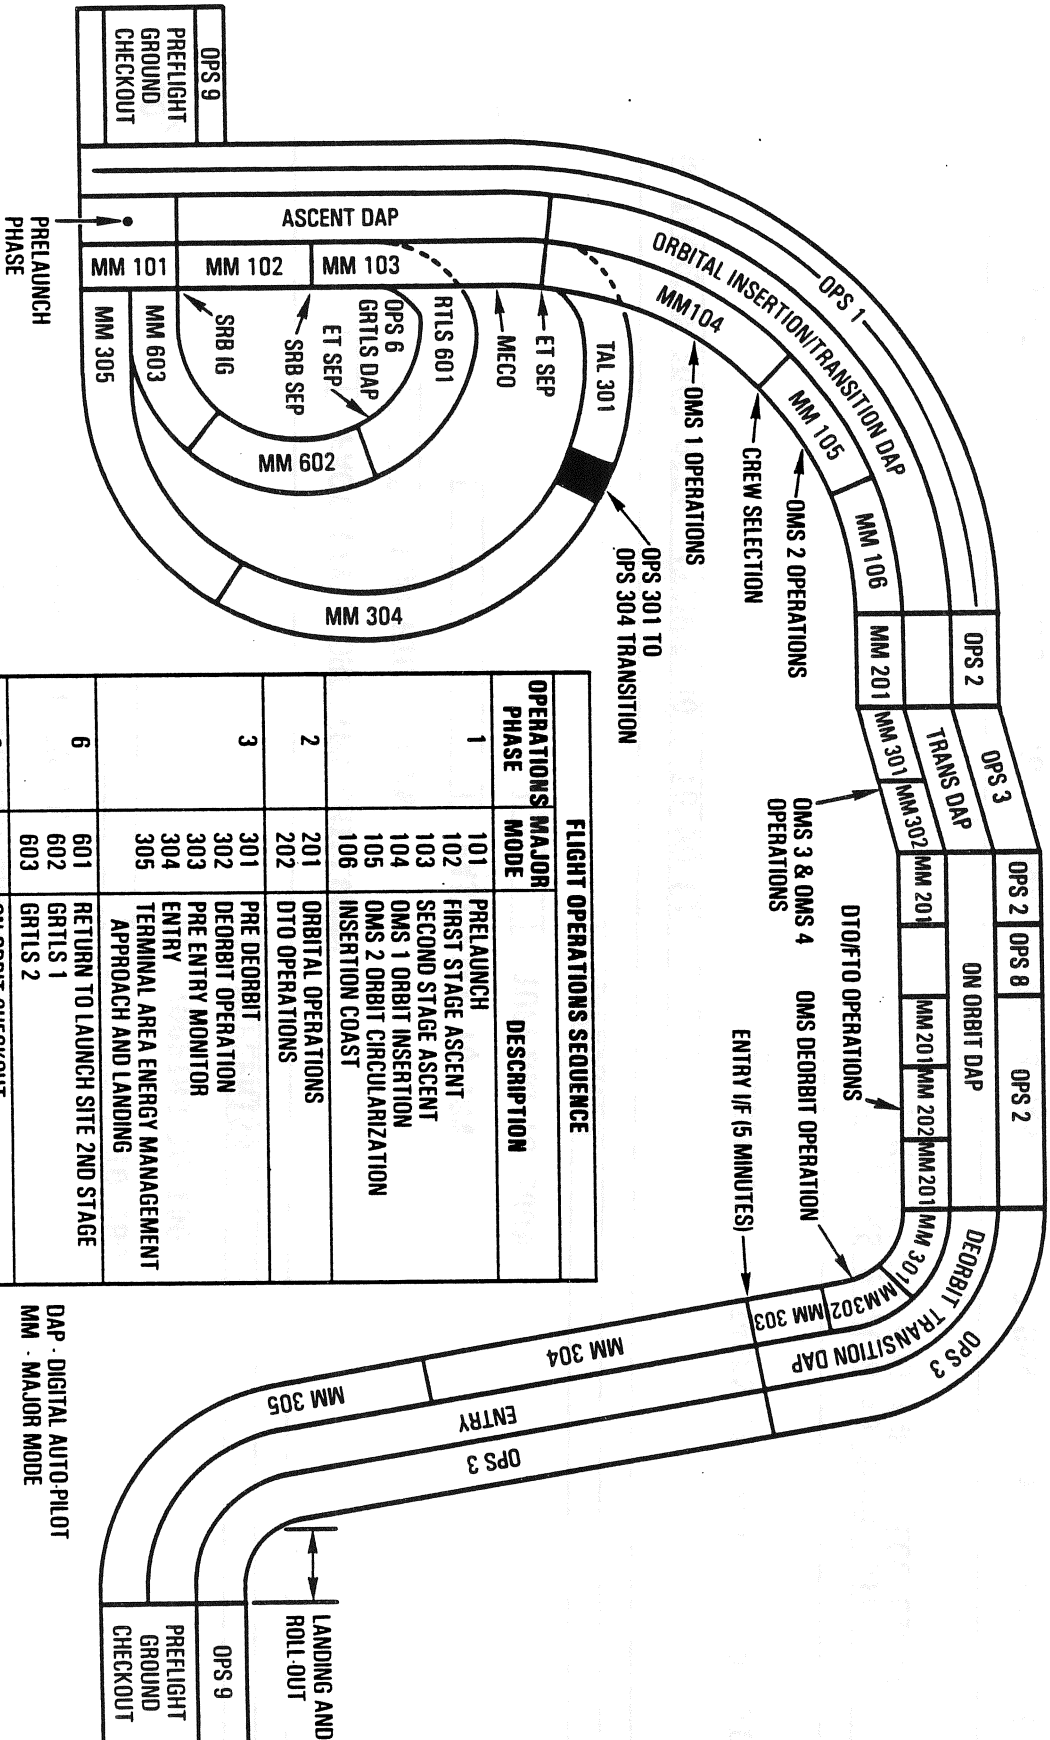 OPS 9
PREFLIGHT
GROUND
CHECKOUT
PRELAUNCH
PHASE
ASCENT DAP
MM 101
MM 102
MM 103
MM 305
MM 603
SRB IG
SRB SEP
ET SEP
OPS 6
GRTLS DAP
RTLS 601
MM 602
MECO
ET SEP
TAL 301
MM 304
OPS 301 TO
OPS 304 TRANSITION
OPS 1
ORBITAL INSERTION/TRANSITION DAP
MM104
MM 105
MM 106
OMS 1 OPERATIONS
CREW SELECTION
OMS 2 OPERATIONS
OPS 2
MM 201
OPS 3
TRANS DAP
MM 301
MM302
OMS 3 & OMS 4
OPERATIONS
OPS 2
OPS 8
OPS 2
ON ORBIT DAP
MM 201
MM 201
MM 202
MM 201
DTO/FTO OPERATIONS
OMS DEORBIT OPERATION
ENTRY I/F (5 MINUTES)
MM 301
MM302
MM 303
DEORBIT TRANSITION DAP
OPS 3
MM 304
MM 305
ENTRY
OPS 3
LANDING AND
ROLL-OUT
OPS 9
PREFLIGHT
GROUND
CHECKOUT
FLIGHT OPERATIONS SEQUENCE
OPERATIONS PHASE MAJOR MODE DESCRIPTION
1 101 PRELAUNCH
102 FIRST STAGE ASCENT
103 SECOND STAGE ASCENT
104 OMS 1 ORBIT INSERTION
105 OMS 2 ORBIT CIRCULARIZATION
106 INSERTION COAST
2 201 ORBITAL OPERATIONS
202 DTO OPERATIONS
3 301 PRE DEORBIT
302 DEORBIT OPERATION
303 PRE ENTRY MONITOR
304 ENTRY
305 TERMINAL AREA ENERGY MANAGEMENT
APPROACH AND LANDING
6 601 RETURN TO LAUNCH SITE 2ND STAGE
602 GRTLS 1
603 GRTLS 2
DAP - DIGITAL AUTO-PILOT
MM - MAJOR MODE